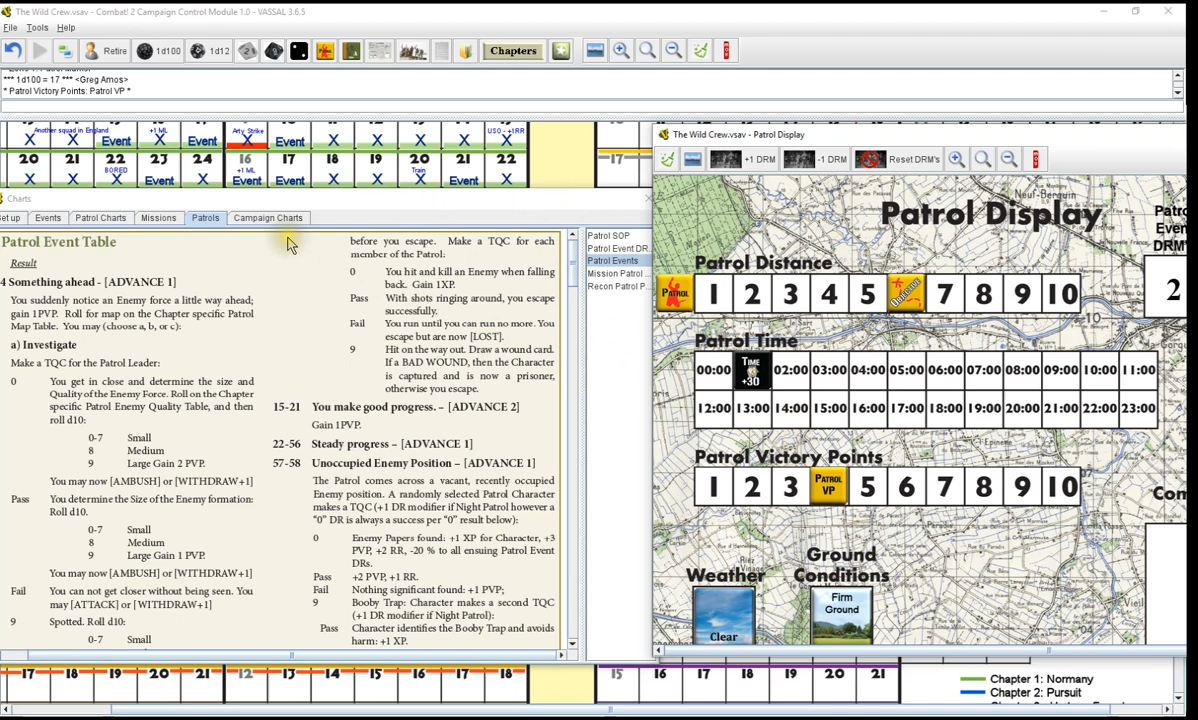 The Wild Crew.vsav - Combat! 2 Campaign Control Module 1.0 - VASSAL 3.6.5
File Tools Help
Retire 1d100 1d12 Chapters
*** 1d100 = 17 *** <Greg Amos>
* Patrol Victory Points: Patrol VP *
Another squad in England +1 ML Arty Strike USO - +1RR
X X Event X Event X Event X X X X X
20 21 22 23 24 16 17 18 19 20 21 22
BORED +1 ML Train
X X Event Event X Event Event X X X Event X
Charts
Set up Events Patrol Charts Missions Patrols Campaign Charts
Patrol Event Table
Result
4 Something ahead - [ADVANCE 1]
You suddenly notice an Enemy force a little way ahead;
gain 1PVP. Roll for map on the Chapter specific Patrol
Map Table. You may (choose a, b, or c):
a) Investigate
Make a TQC for the Patrol Leader:
0 You get in close and determine the size and
Quality of the Enemy Force. Roll on the Chapter
specific Patrol Enemy Quality Table, and then
roll d10:
0-7 Small
8 Medium
9 Large Gain 2 PVP.
You may now [AMBUSH] or [WITHDRAW+1]
Pass You determine the Size of the Enemy formation:
Roll d10.
0-7 Small
8 Medium
9 Large Gain 1 PVP.
You may now [AMBUSH] or [WITHDRAW+1]
Fail You can not get closer without being seen. You
may [ATTACK] or [WITHDRAW+1]
9 Spotted. Roll d10:
0-7 Small
before you escape. Make a TQC for each
member of the Patrol:
0 You hit and kill an Enemy when falling
back. Gain 1XP.
Pass With shots ringing around, you escape
successfully.
Fail You run until you can run no more. You
escape but are now [LOST].
9 Hit on the way out. Draw a wound card.
If a BAD WOUND, then the Character
is captured and is now a prisoner,
otherwise you escape.
15-21 You make good progress. – [ADVANCE 2]
Gain 1PVP.
22-56 Steady progress – [ADVANCE 1]
57-58 Unoccupied Enemy Position – [ADVANCE 1]
The Patrol comes across a vacant, recently occupied
Enemy position. A randomly selected Patrol Character
makes a TQC (+1 DR modifier if Night Patrol however a
“0” DR is always a success per “0” result below):
0 Enemy Papers found: +1 XP for Character, +3
PVP, +2 RR, -20 % to all ensuing Patrol Event
DRs.
Pass +2 PVP, +1 RR.
Fail Nothing significant found: +1 PVP;
9 Booby Trap: Character makes a second TQC
(+1 DR modifier if Night Patrol):
Pass Character identifies the Booby Trap and avoids
harm: +1 XP.
Patrol SOP
Patrol Event DR...
Patrol Events
Mission Patrol ...
Recon Patrol P...
The Wild Crew.vsav - Patrol Display
+1 DRM -1 DRM Reset DRM's
Patrol Display
Patrol Distance
PATROL 1 2 3 4 5 OBJECTIVE 7 8 9 10
Patrol Time
00:00 TIME +30 02:00 03:00 04:00 05:00 06:00 07:00 08:00 09:00 10:00 11:00
12:00 13:00 14:00 15:00 16:00 17:00 18:00 19:00 20:00 21:00 22:00 23:00
Patrol Victory Points
1 2 3 PATROL VP 5 6 7 8 9 10
Weather
Clear
Ground
Conditions
Firm
Ground
Event
2
17 18 19 20 21 12 13 14 15 16 17 18 15 16 17 18 19 20 21
Chapter 1: Normany
Chapter 2: Pursuit